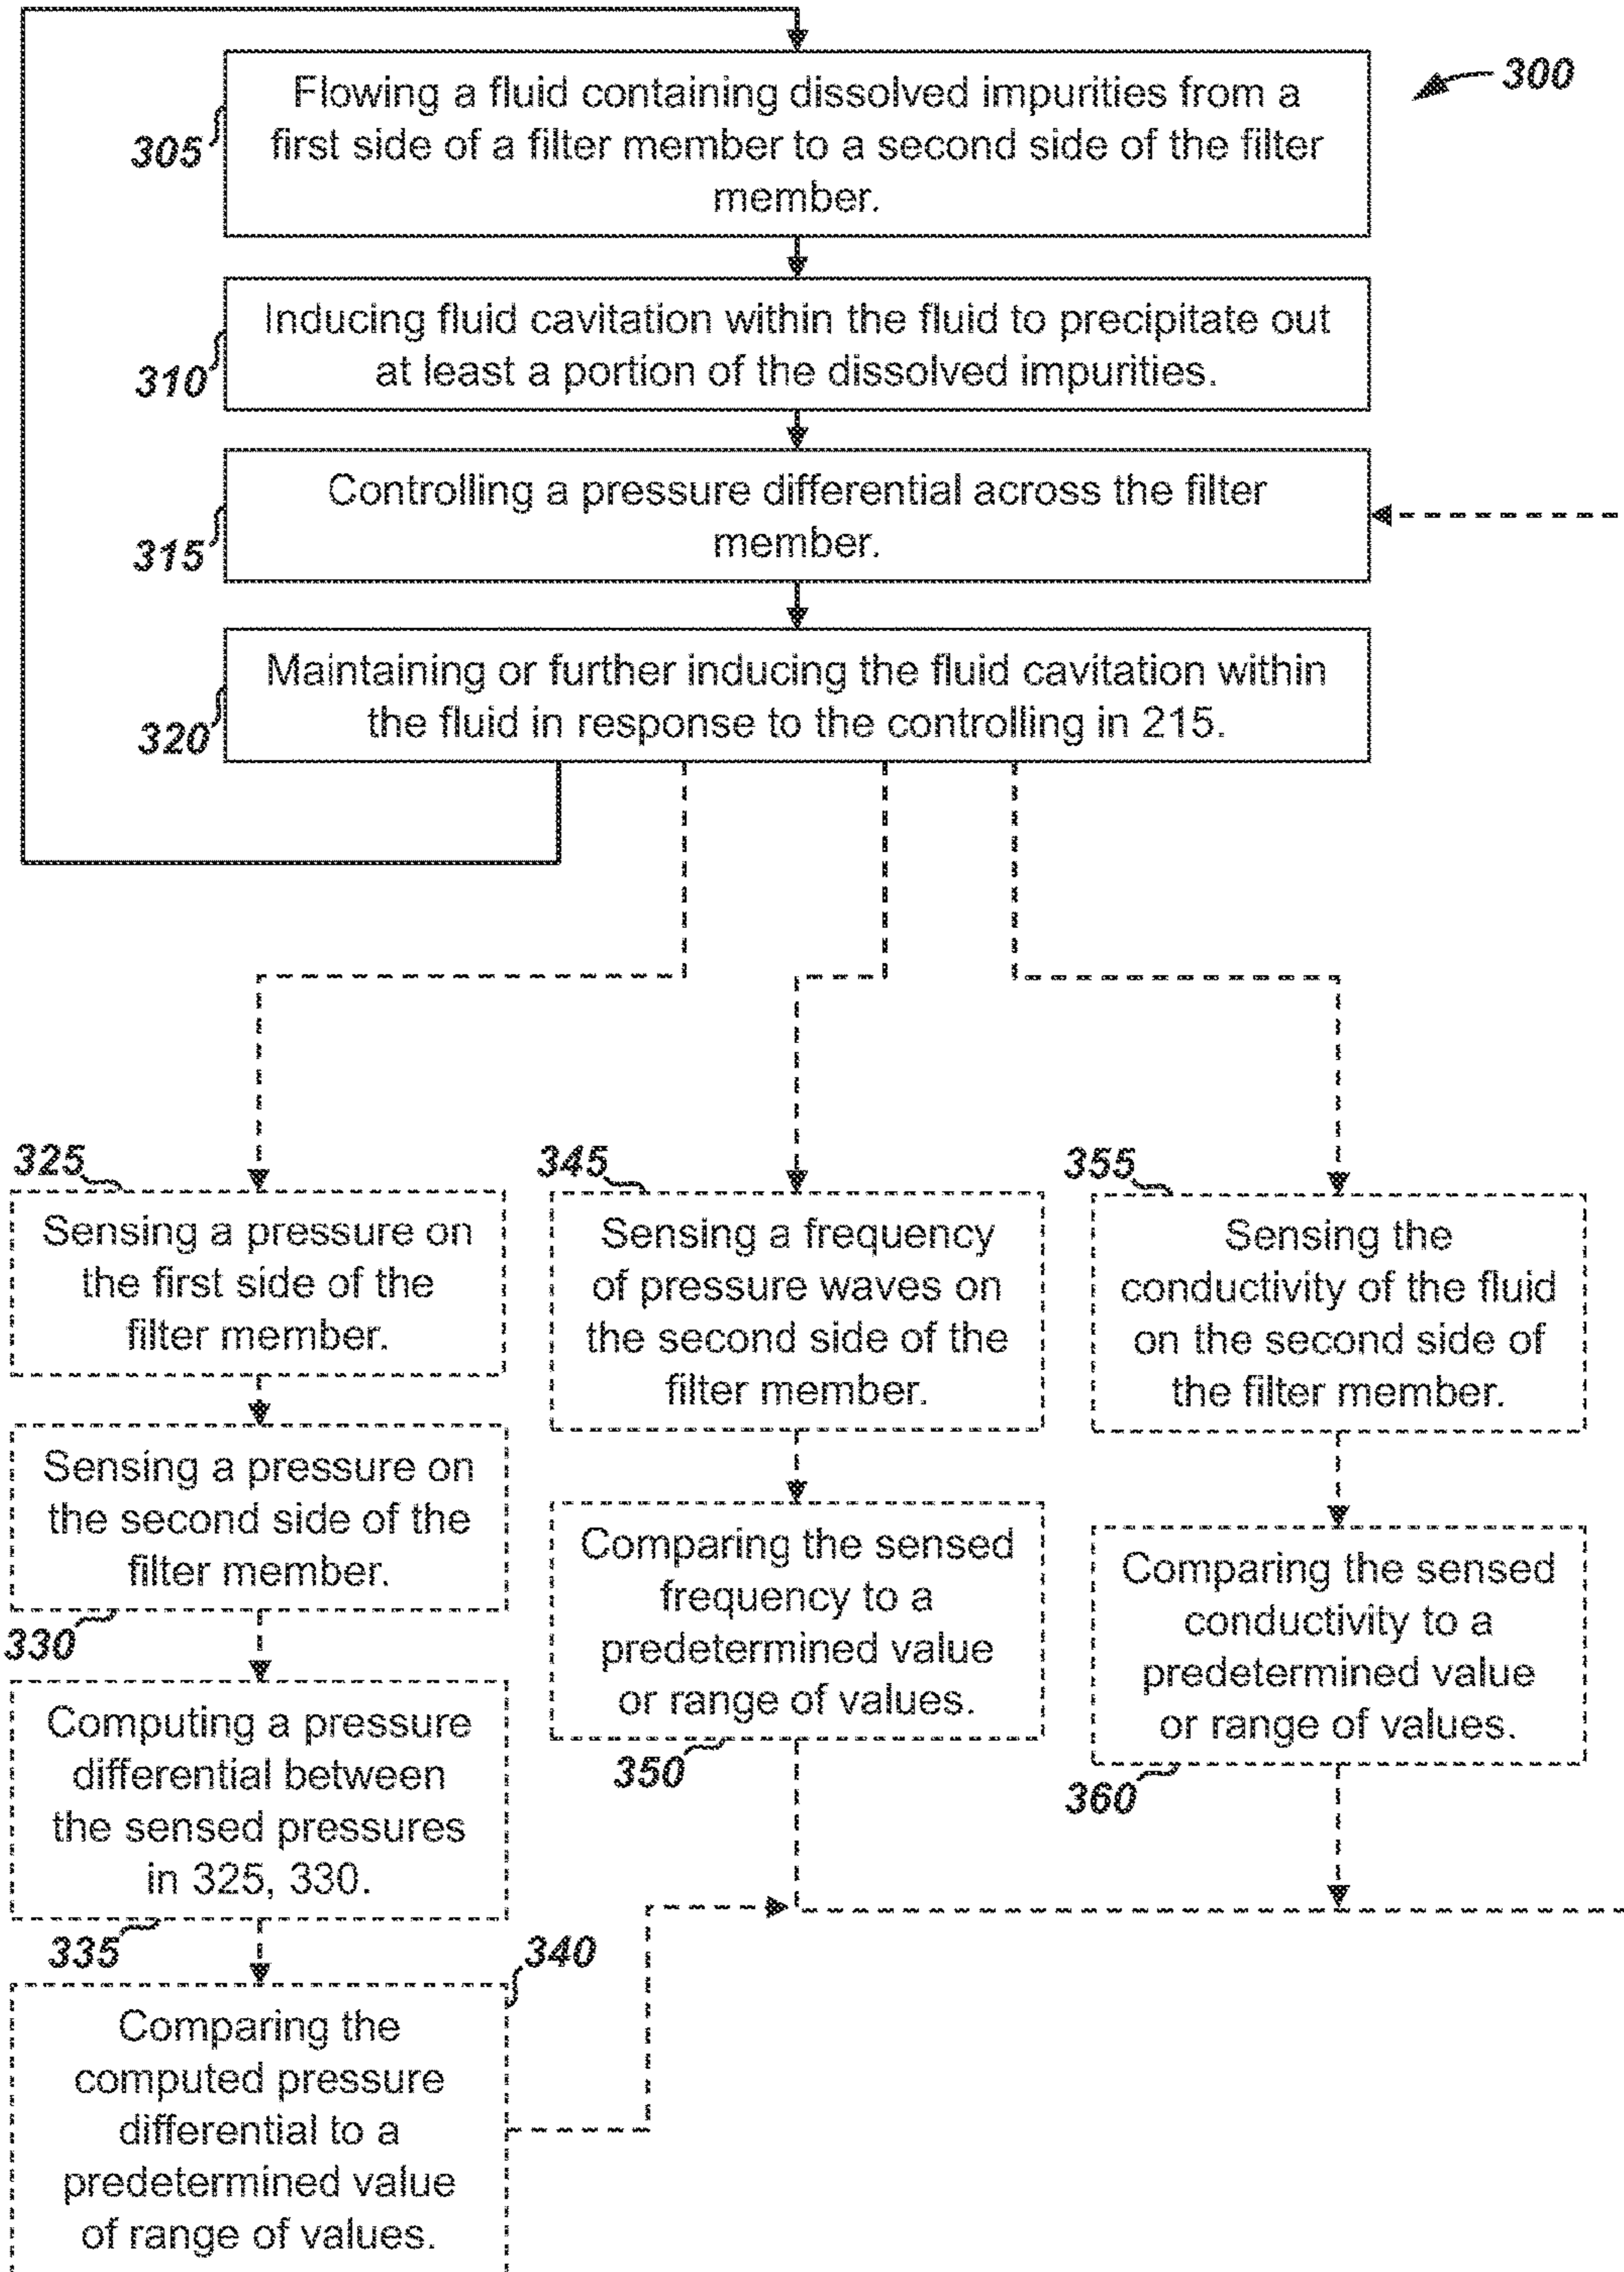 300
305
Flowing a fluid containing dissolved impurities from a
first side of a filter member to a second side of the filter
member.
310
Inducing fluid cavitation within the fluid to precipitate out
at least a portion of the dissolved impurities.
315
Controlling a pressure differential across the filter
member.
320
Maintaining or further inducing the fluid cavitation within
the fluid in response to the controlling in 215.
325
Sensing a pressure on
the first side of the
filter member.
330
Sensing a pressure on
the second side of the
filter member.
335
Computing a pressure
differential between
the sensed pressures
in 325, 330.
340
Comparing the
computed pressure
differential to a
predetermined value
of range of values.
345
Sensing a frequency
of pressure waves on
the second side of the
filter member.
350
Comparing the sensed
frequency to a
predetermined value
or range of values.
355
Sensing the
conductivity of the fluid
on the second side of
the filter member.
360
Comparing the sensed
conductivity to a
predetermined value
or range of values.